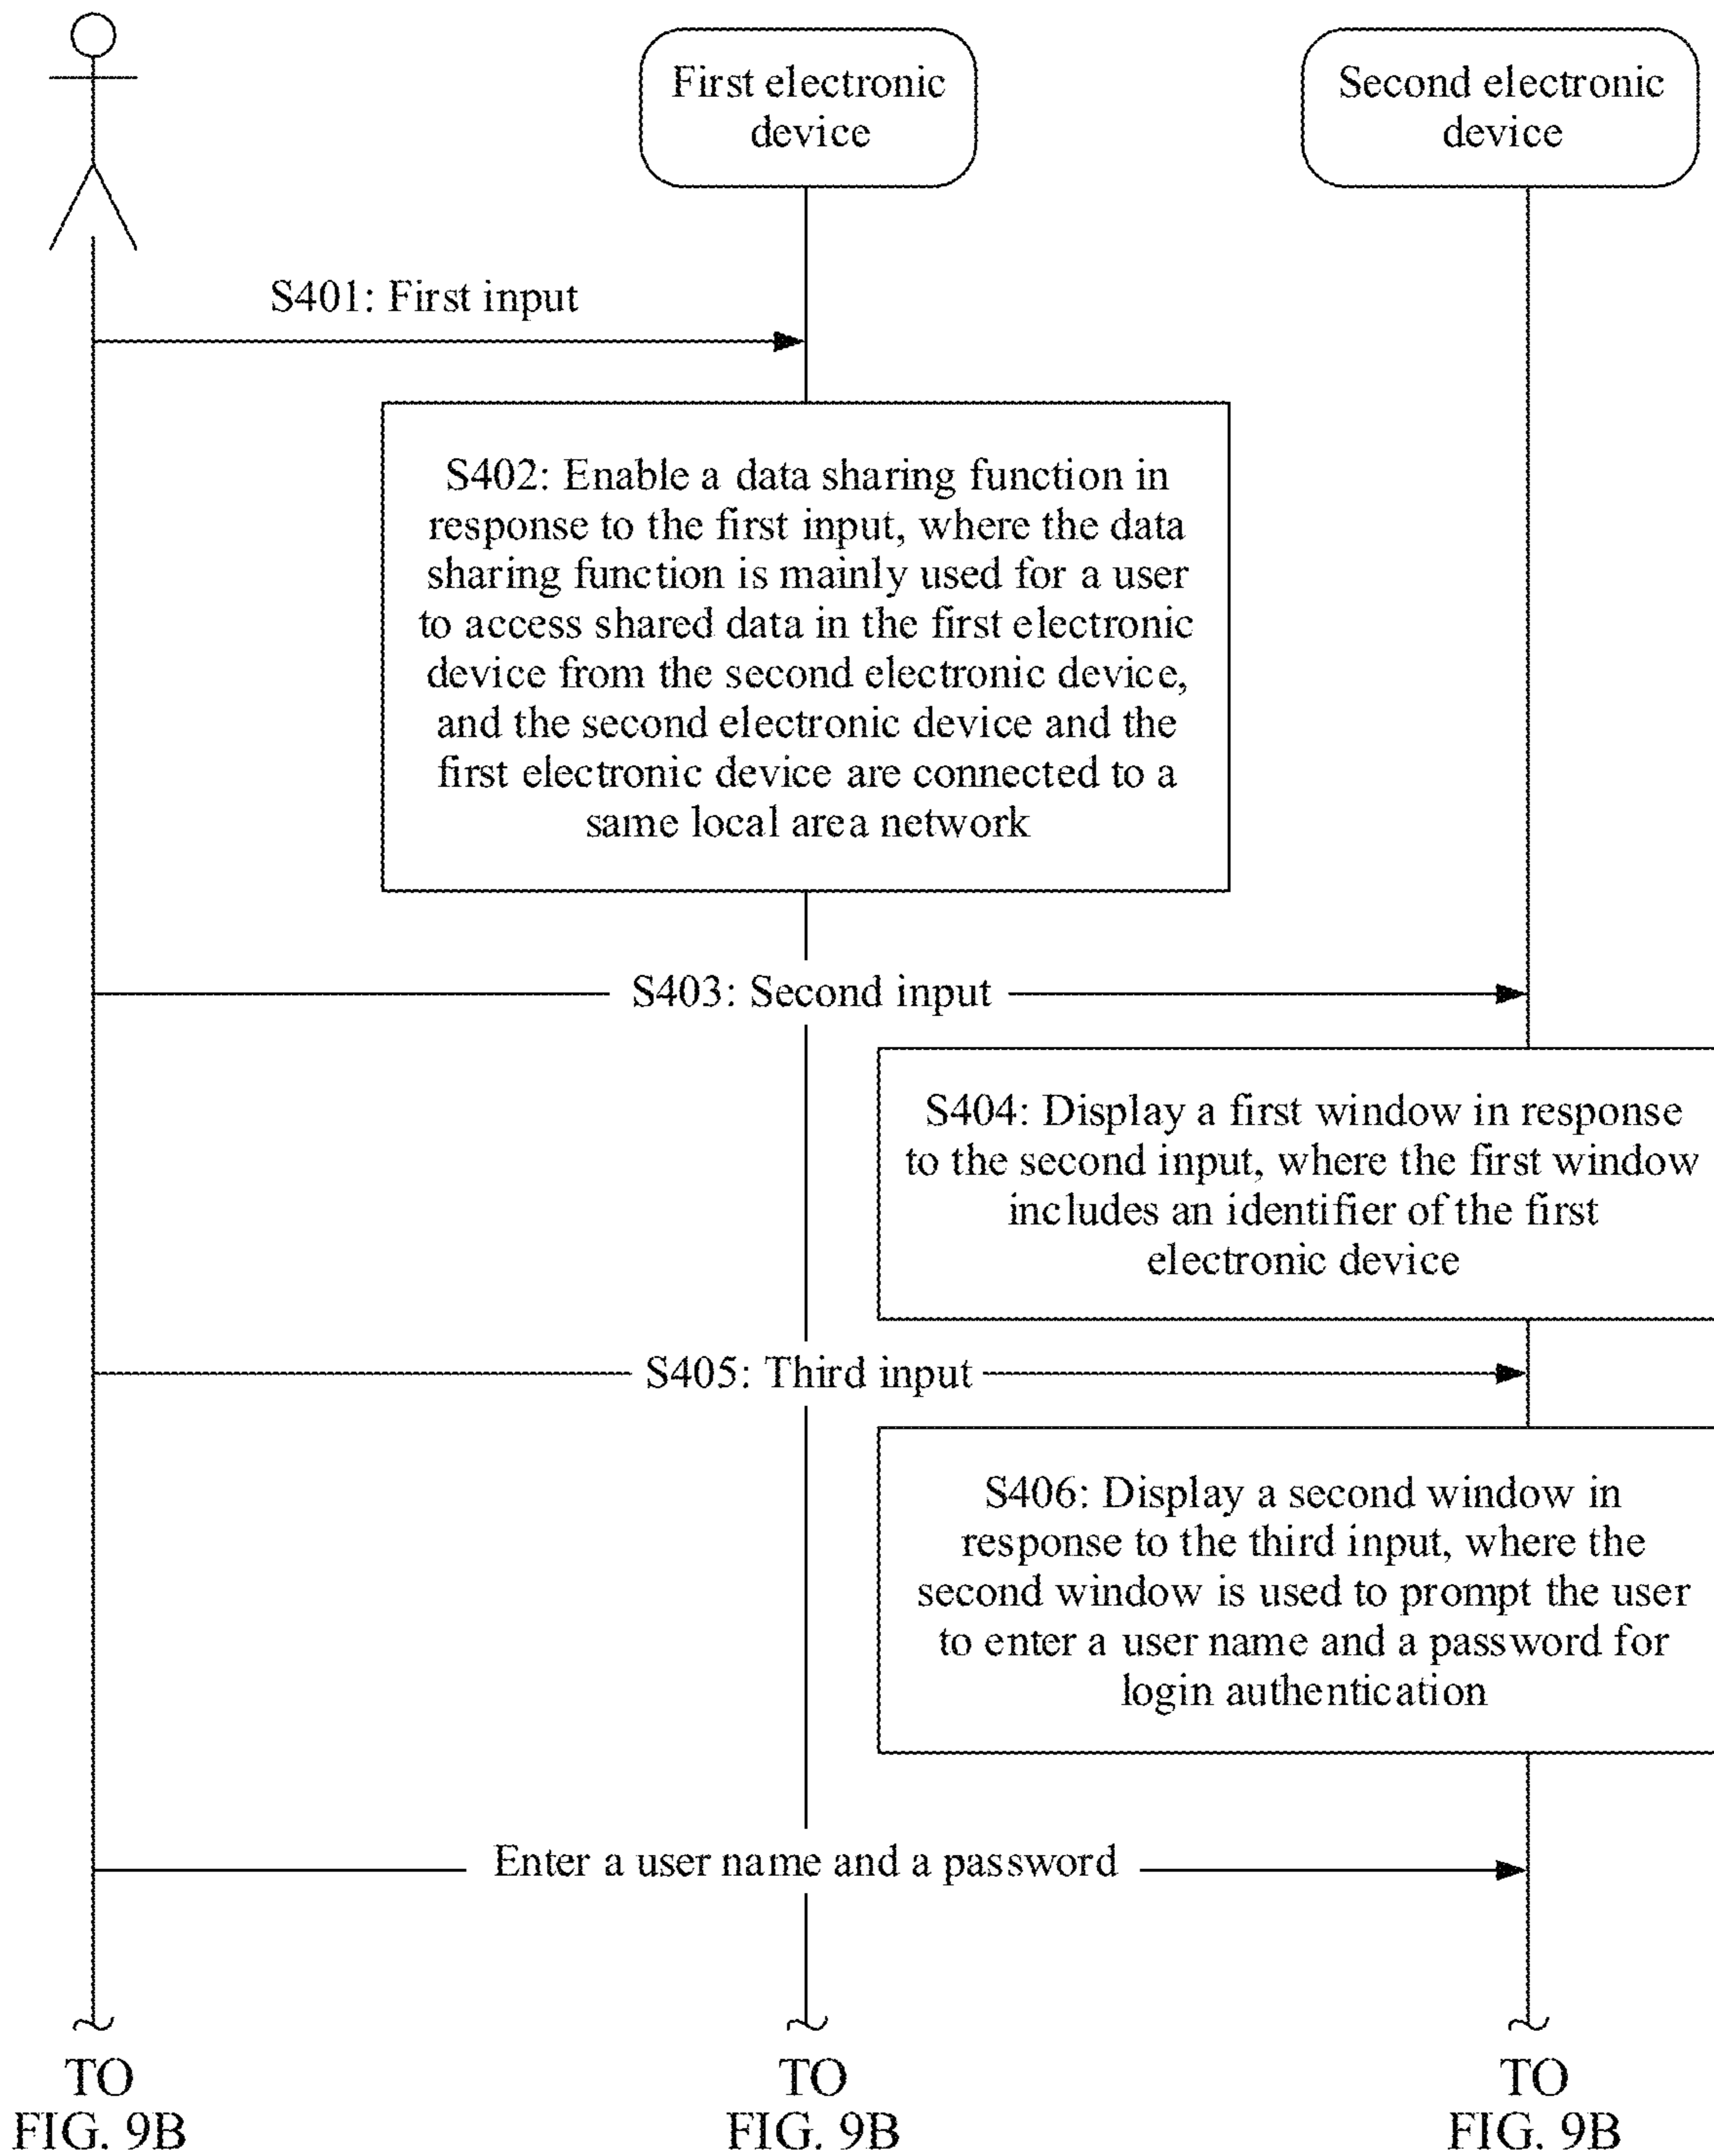 First electronic
device
Second electronic
device
S401: First input
S402: Enable a data sharing function in
response to the first input, where the data
sharing function is mainly used for a user
to access shared data in the first electronic
device from the second electronic device,
and the second electronic device and the
first electronic device are connected to a
same local area network
S403: Second input
S404: Display a first window in response
to the second input, where the first window
includes an identifier of the first
electronic device
S405: Third input
S406: Display a second window in
response to the third input, where the
second window is used to prompt the user
to enter a user name and a password for
login authentication
Enter a user name and a password
TO
FIG. 9B
TO
FIG. 9B
TO
FIG. 9B